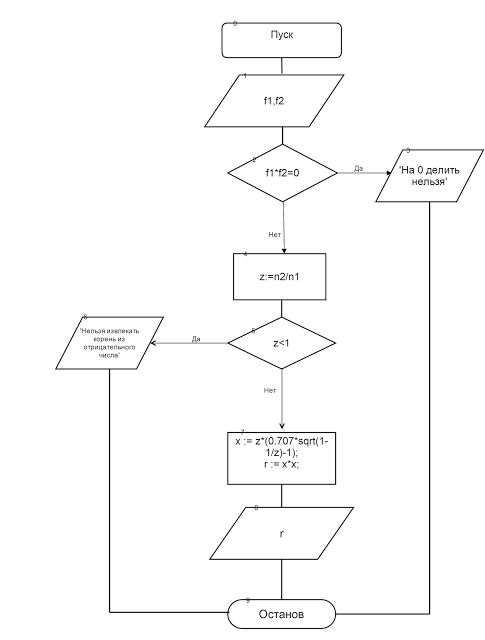 0
Пуск
1
f1,f2
2
f1*f2=0
Да
3
'На 0 делить
нельзя'
Нет
4
z:=n2/n1
5
z<1
Да
6
'Нельзя извлекать
корень из
отрицательного
числа'
Нет
7
x := z*(0.707*sqrt(1-
1/z)-1);
r := x*x;
8
r
9
Останов